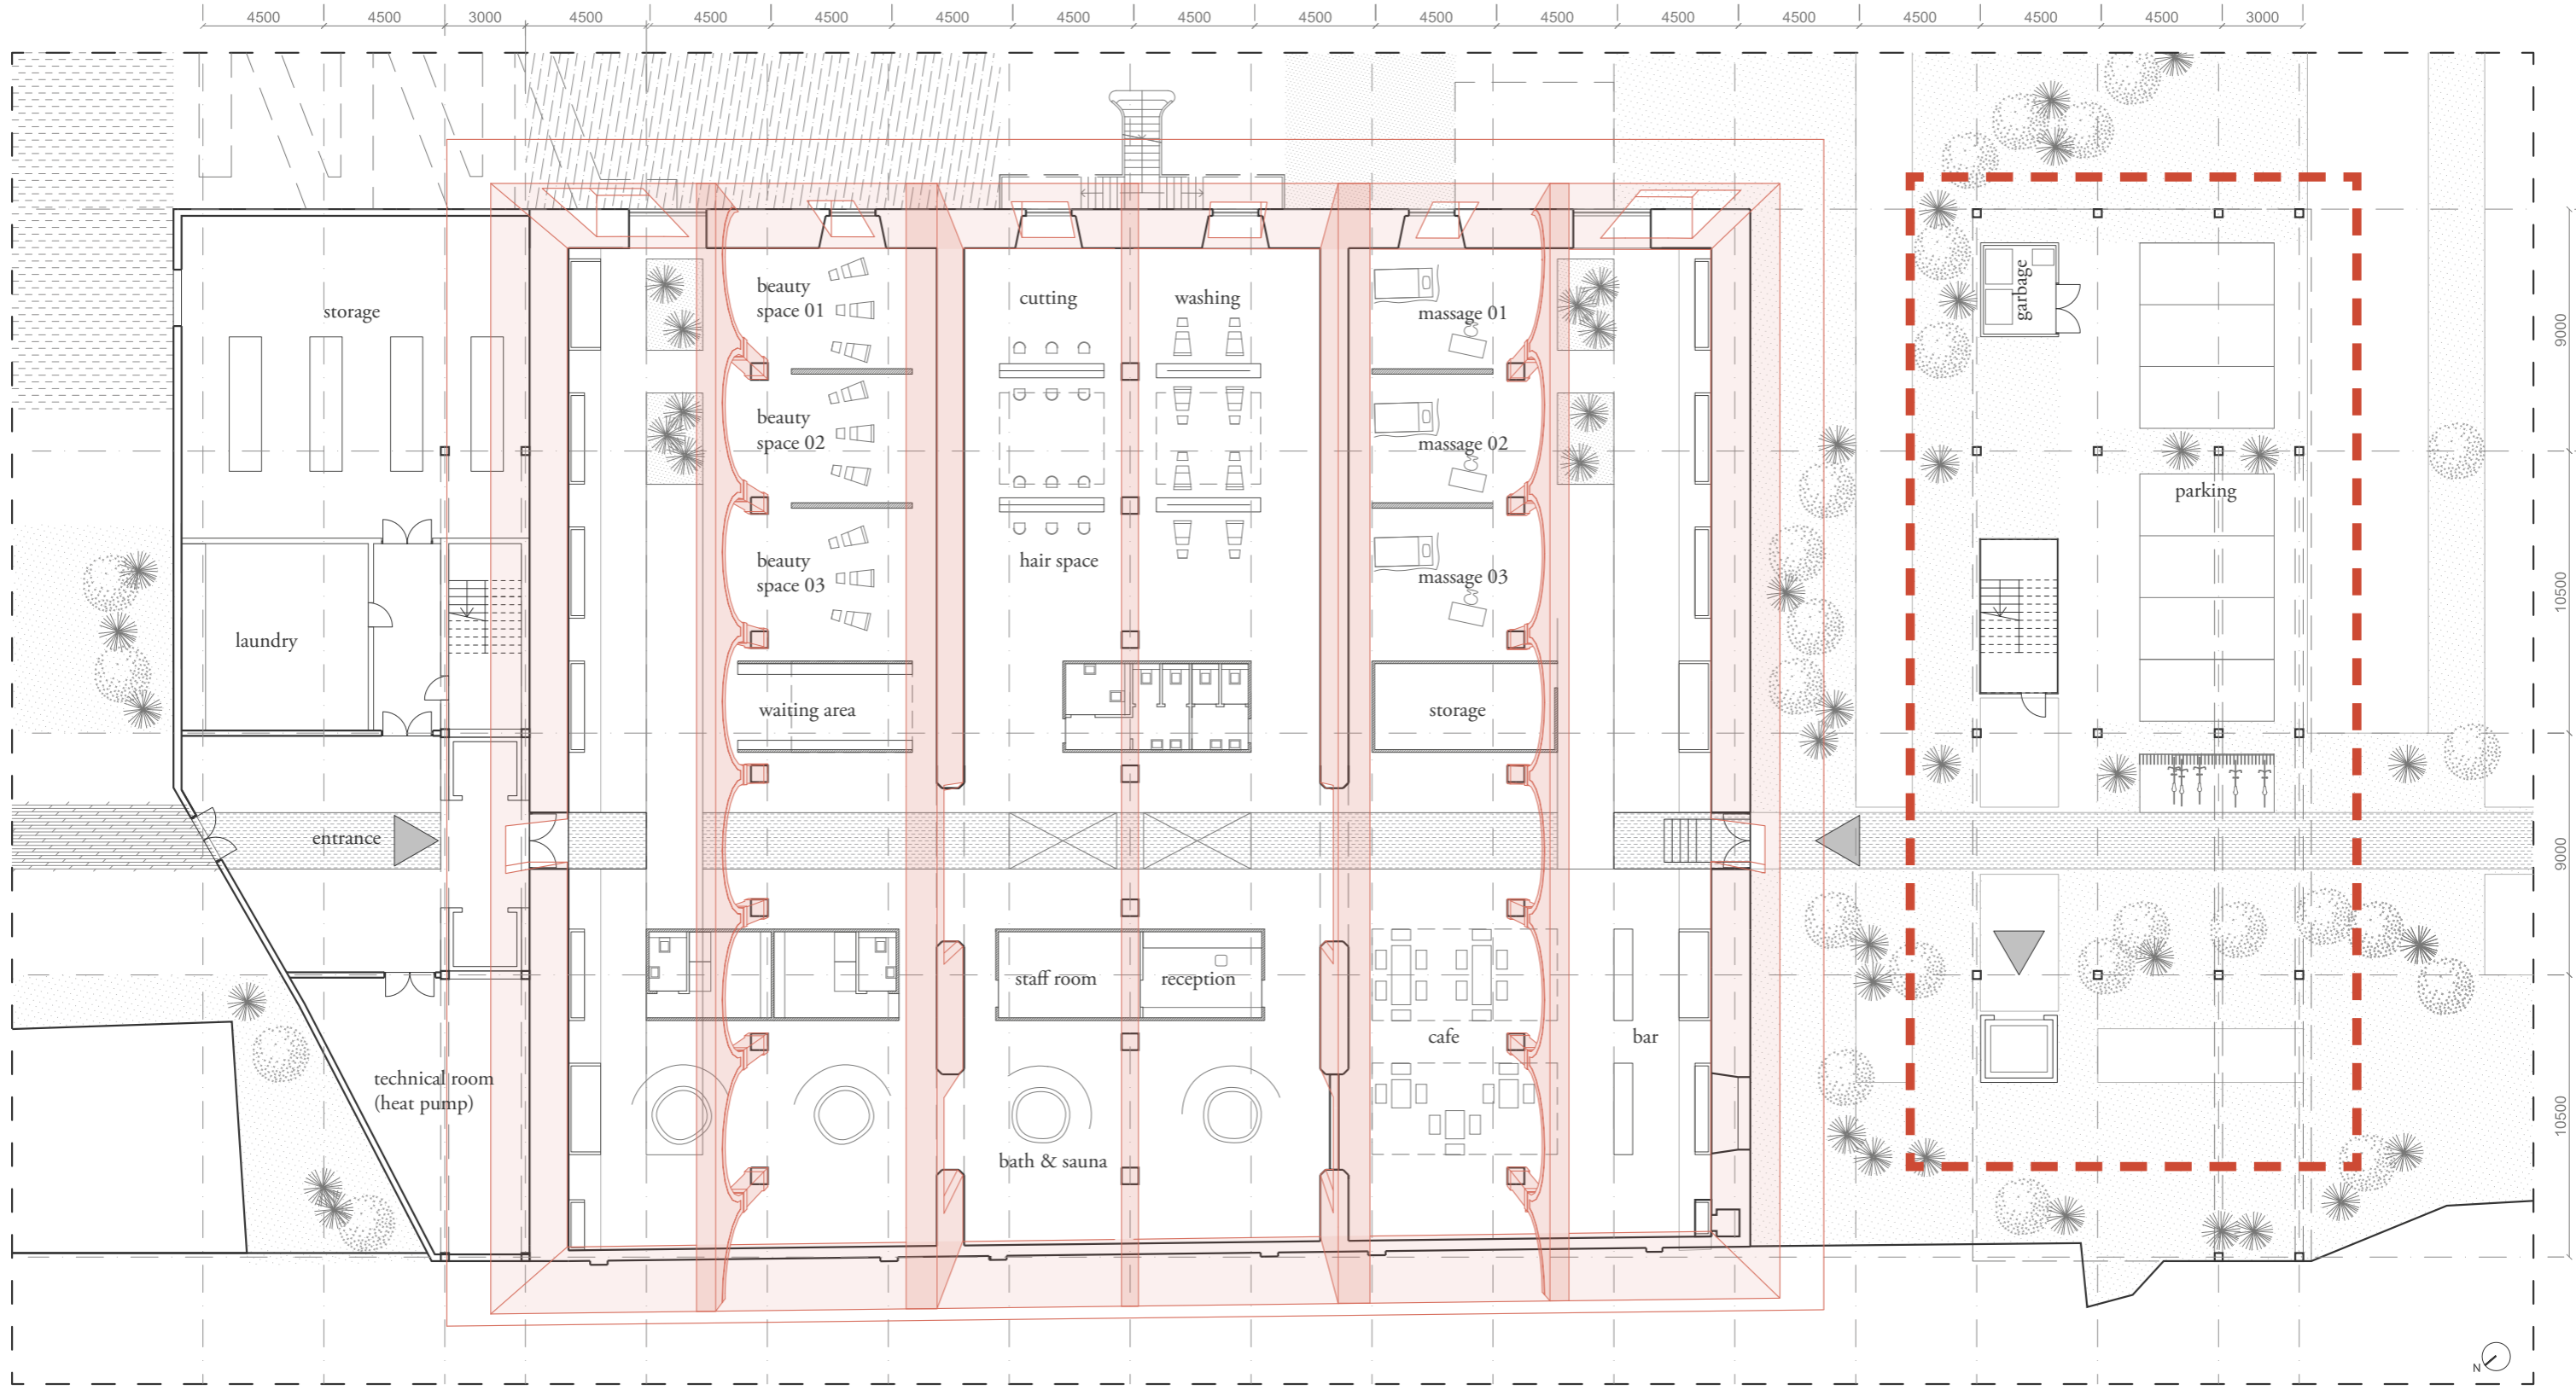 4500 4500 3000 4500 4500 4500 4500 4500 4500 4500 4500 4500 4500 4500 4500 4500 4500 3000
beauty
space 01
cutting
washing
massage 01
garbage
storage
9000
beauty
space 02
massage 02
parking
beauty
space 03
hair space
massage 03
10500
laundry
waiting area
storage
entrance
9000
staff room
reception
cafe
bar
technical room
(heat pump)
bath & sauna
10500
N